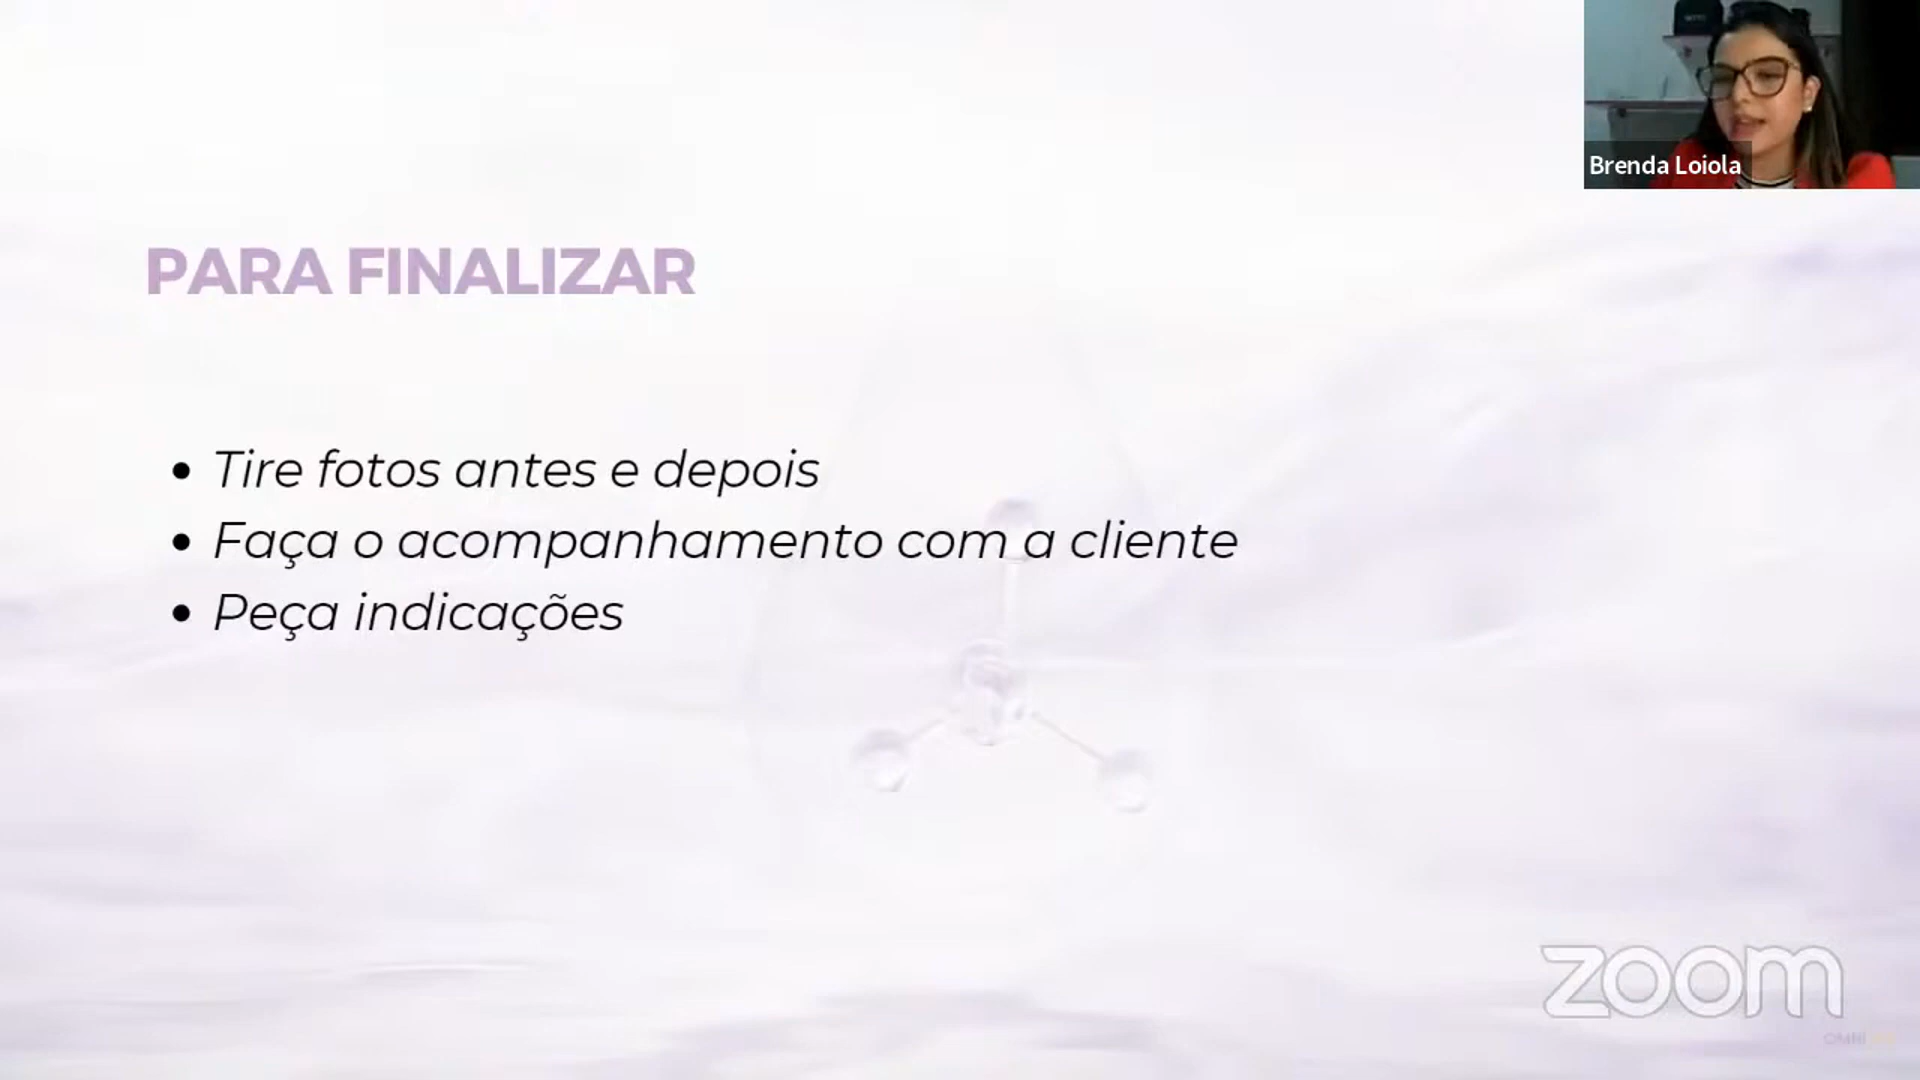 Brenda Loiola
PARA FINALIZAR
• Tire fotos antes e depois
• Faça o acompanhamento com a cliente
• Peça indicações
zoom